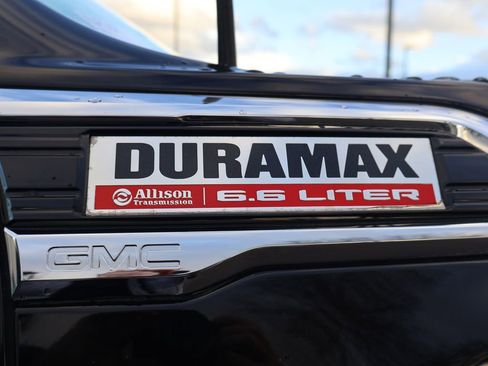 DURAMAX
Allison Transmission 6.6 LITER
GMC